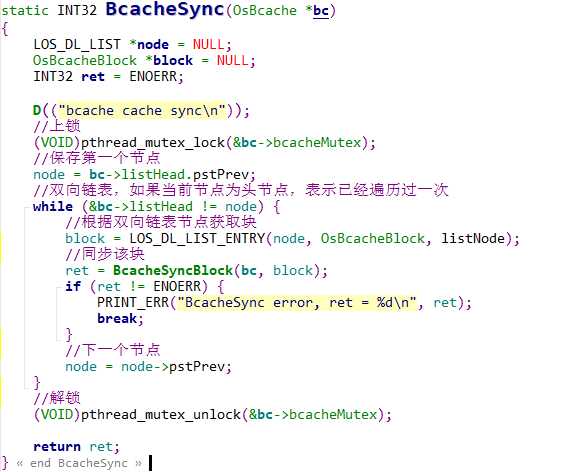 static INT32 BcacheSync(OsBcache *bc)
{
    LOS_DL_LIST *node = NULL;
    OsBcacheBlock *block = NULL;
    INT32 ret = ENOERR;

    D(("bcache cache sync\n"));
    //上锁
    (VOID)pthread_mutex_lock(&bc->bcacheMutex);
    //保存第一个节点
    node = bc->listHead.pstPrev;
    //双向链表，如果当前节点为头节点，表示已经遍历过一次
    while (&bc->listHead != node) {
        //根据双向链表节点获取块
        block = LOS_DL_LIST_ENTRY(node, OsBcacheBlock, listNode);
        //同步该块
        ret = BcacheSyncBlock(bc, block);
        if (ret != ENOERR) {
            PRINT_ERR("BcacheSync error, ret = %d\n", ret);
            break;
        }
        //下一个节点
        node = node->pstPrev;
    }
    //解锁
    (VOID)pthread_mutex_unlock(&bc->bcacheMutex);

    return ret;
} « end BcacheSync »